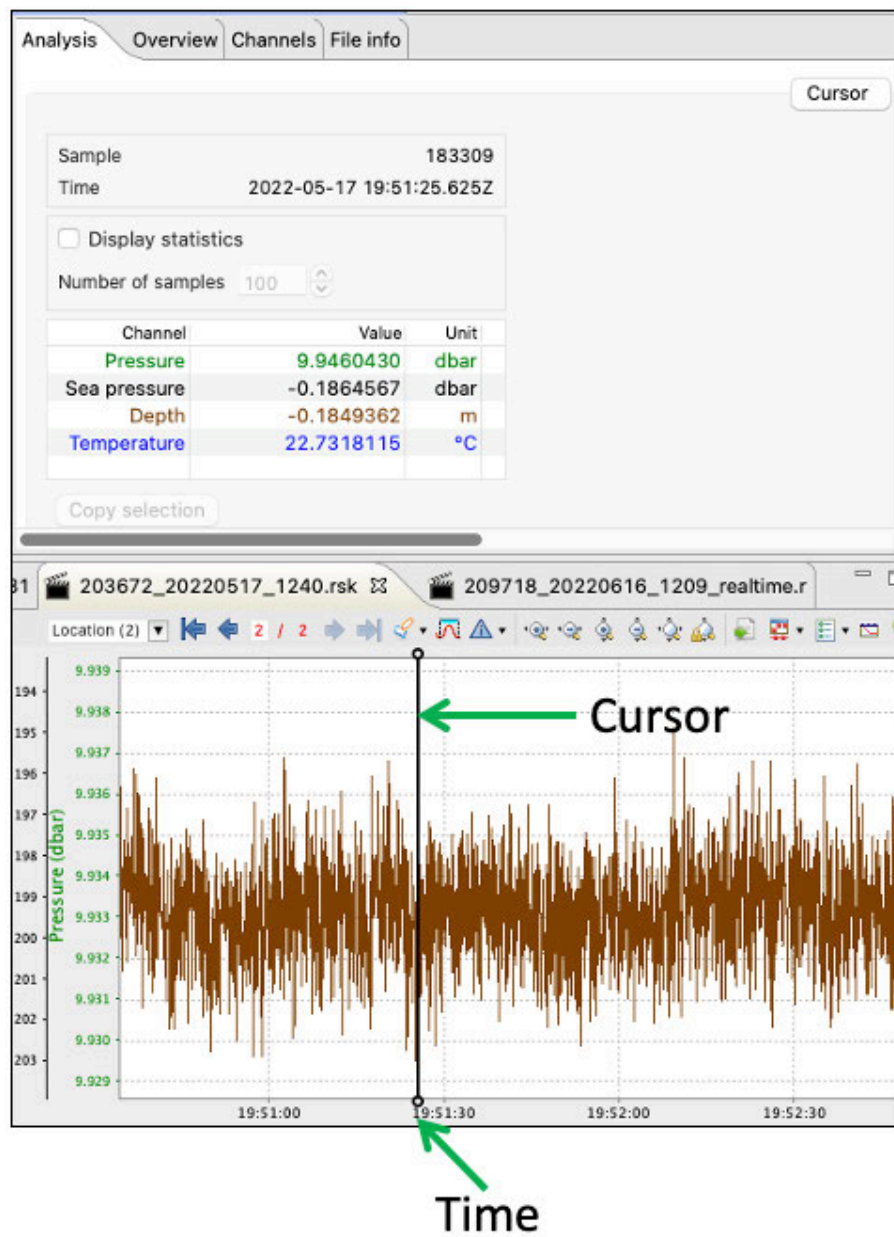 Analysis Overview Channels File info
Cursor
Sample 183309
Time 2022-05-17 19:51:25.625Z
Display statistics
Number of samples 100
Channel Value Unit
Pressure 9.9460430 dbar
Sea pressure -0.1864567 dbar
Depth -0.1849362 m
Temperature 22.7318115 °C
Copy selection
31 203672_20220517_1240.rsk 209718_20220616_1209_realtime.r
Location (2) 2 / 2
Cursor
194
195
196
197
198
199
200
201
202
203
Pressure (dbar)
9.939
9.938
9.937
9.936
9.935
9.934
9.933
9.932
9.931
9.930
9.929
19:51:00 19:51:30 19:52:00 19:52:30
Time